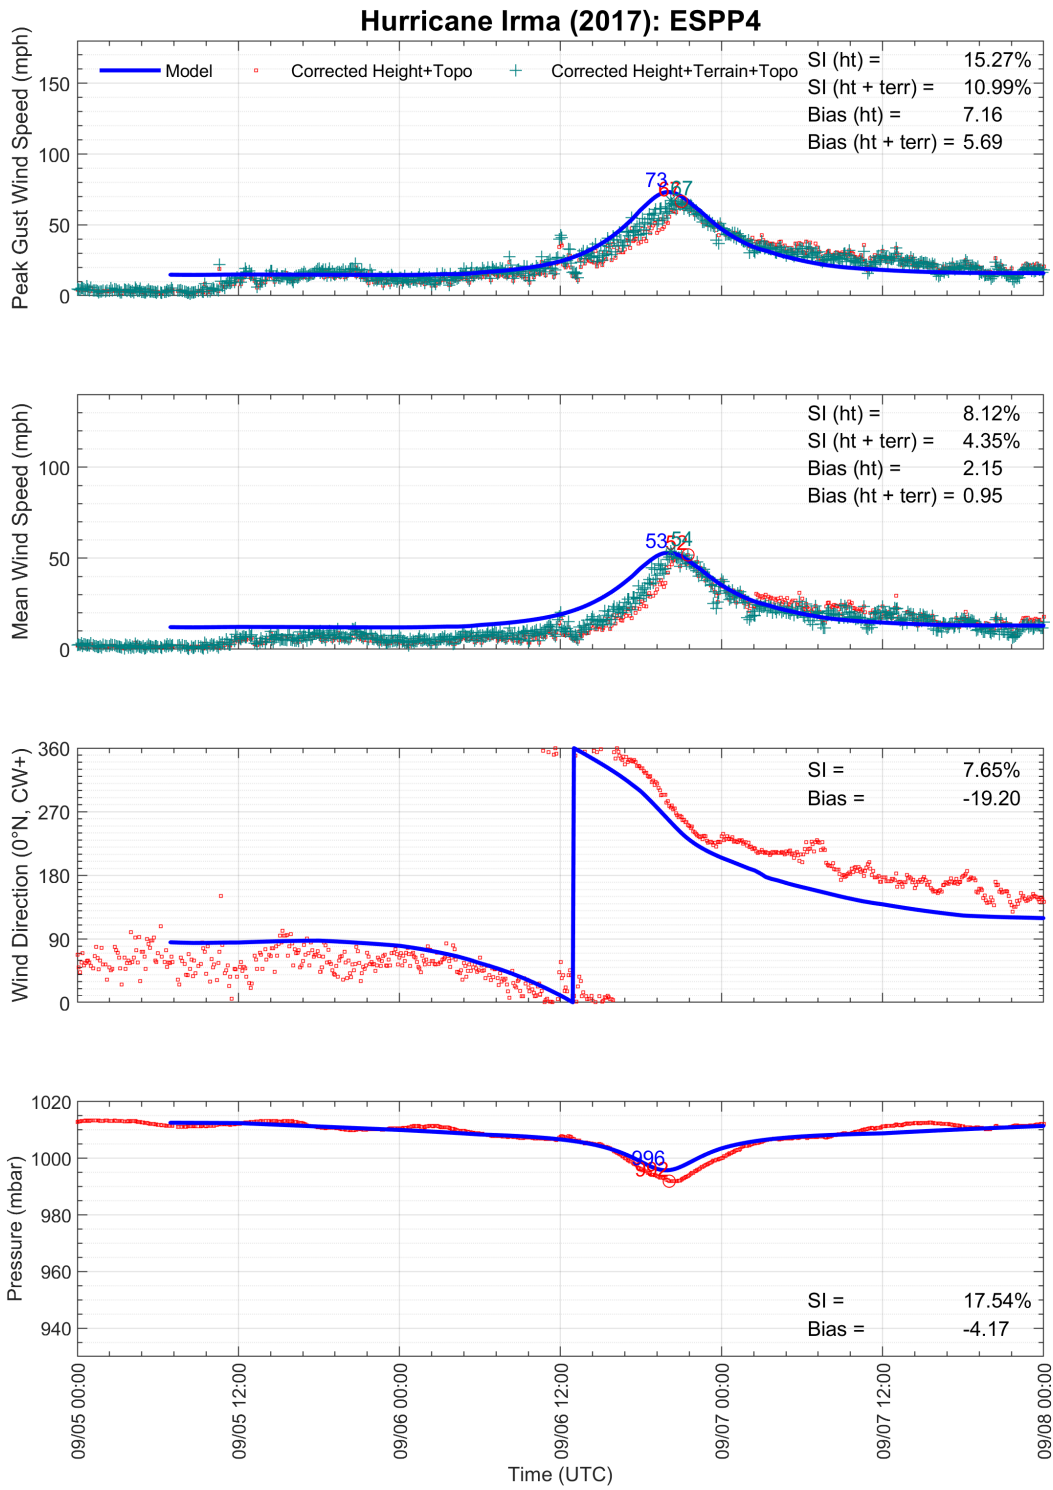 Hurricane Irma (2017): ESPP4
Peak Gust Wind Speed (mph)
150
100
50
0
Model
Corrected Height+Topo
Corrected Height+Terrain+Topo
SI (ht) = 15.27%
SI (ht + terr) = 10.99%
Bias (ht) = 7.16
Bias (ht + terr) = 5.69
73
67
Mean Wind Speed (mph)
100
50
0
SI (ht) = 8.12%
SI (ht + terr) = 4.35%
Bias (ht) = 2.15
Bias (ht + terr) = 0.95
53
52
54
Wind Direction (0°N, CW+)
360
270
180
90
0
SI = 7.65%
Bias = -19.20
Pressure (mbar)
1020
1000
980
960
940
996
SI = 17.54%
Bias = -4.17
09/05 00:00
09/05 12:00
09/06 00:00
09/06 12:00
09/07 00:00
09/07 12:00
09/08 00:00
Time (UTC)